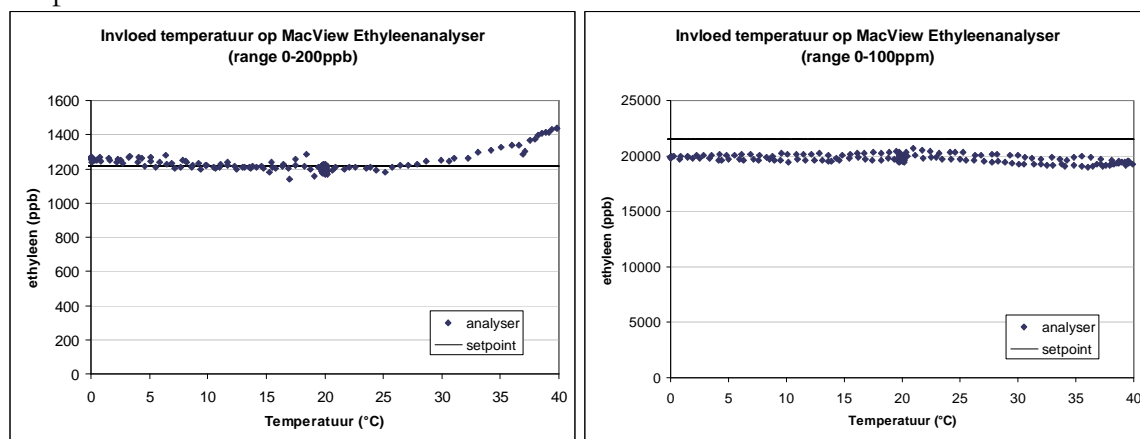 Invloed temperatuur op MacView Ethyleenanalyser
(range 0-200ppb)
1600
1400
1200
1000
800
600
400
200
0
ethyleen (ppb)
analyser
setpoint
0 5 10 15 20 25 30 35 40
Temperatuur (°C)
Invloed temperatuur op MacView Ethyleenanalyser
(range 0-100ppm)
25000
20000
15000
10000
5000
0
ethyleen (ppb)
analyser
setpoint
0 5 10 15 20 25 30 35 40
Temperatuur (°C)